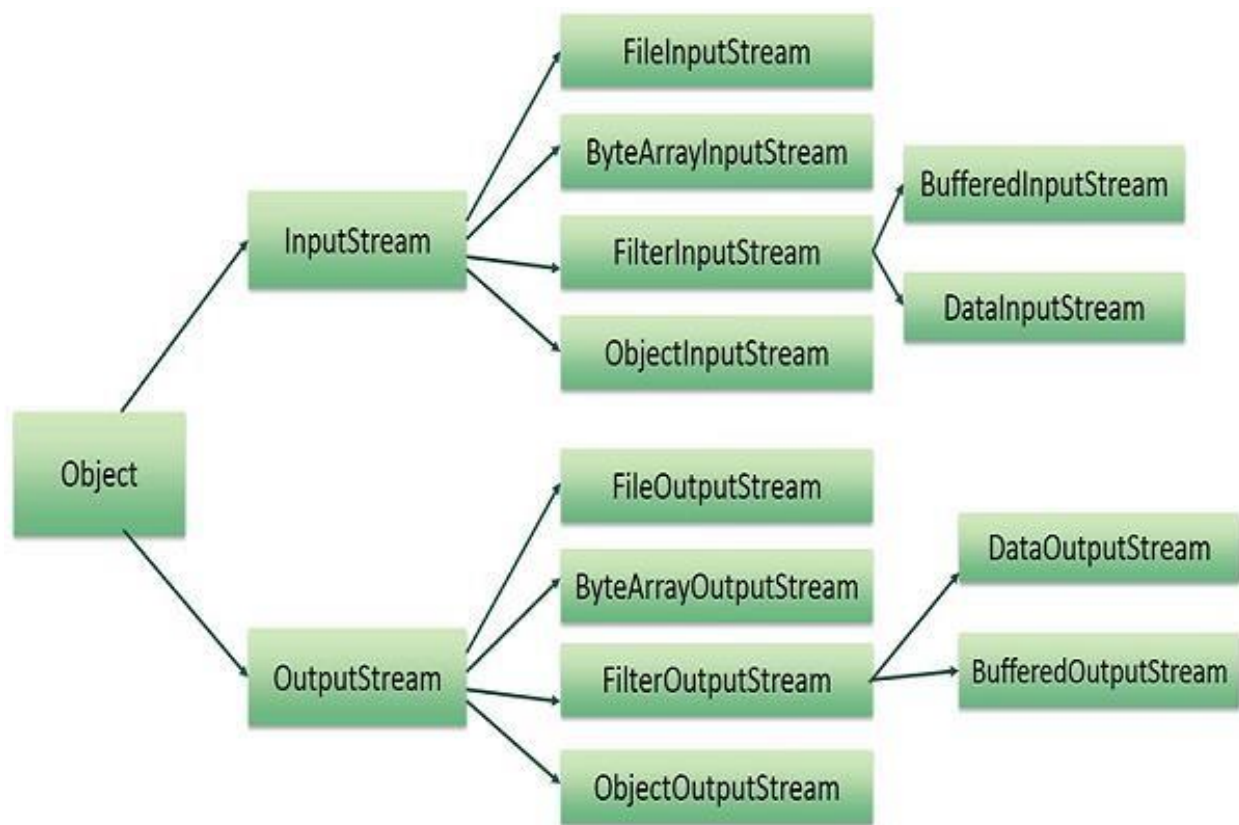 FileInputStream
ByteArrayInputStream
BufferedInputStream
InputStream
FilterInputStream
DataInputStream
ObjectInputStream
Object
FileOutputStream
DataOutputStream
ByteArrayOutputStream
OutputStream
FilterOutputStream
BufferedOutputStream
ObjectOutputStream